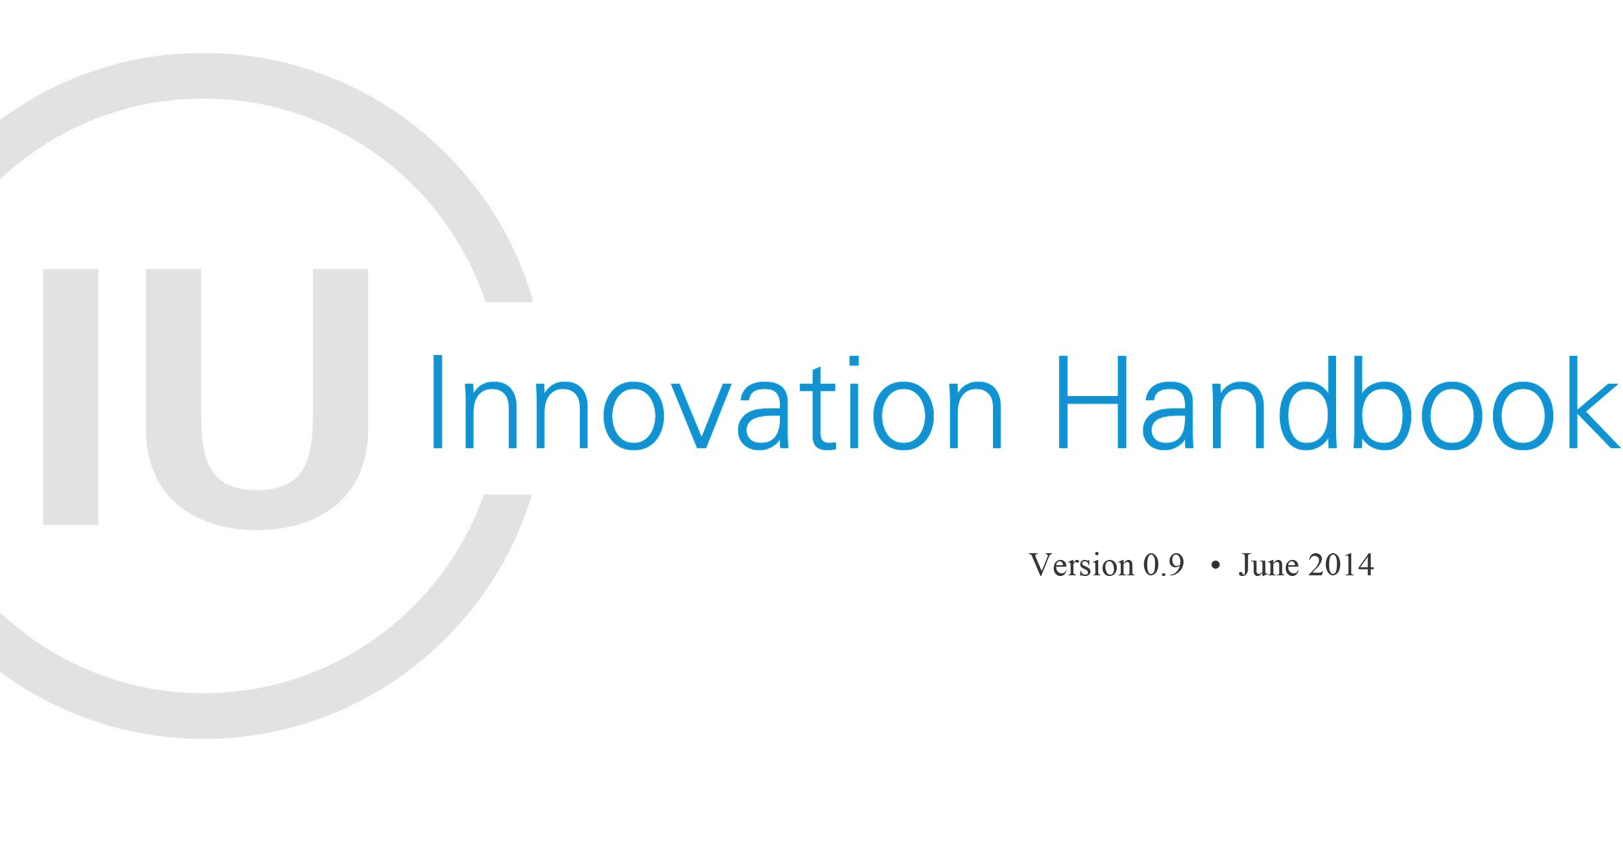 IU
Innovation Handbook
Version 0.9 • June 2014